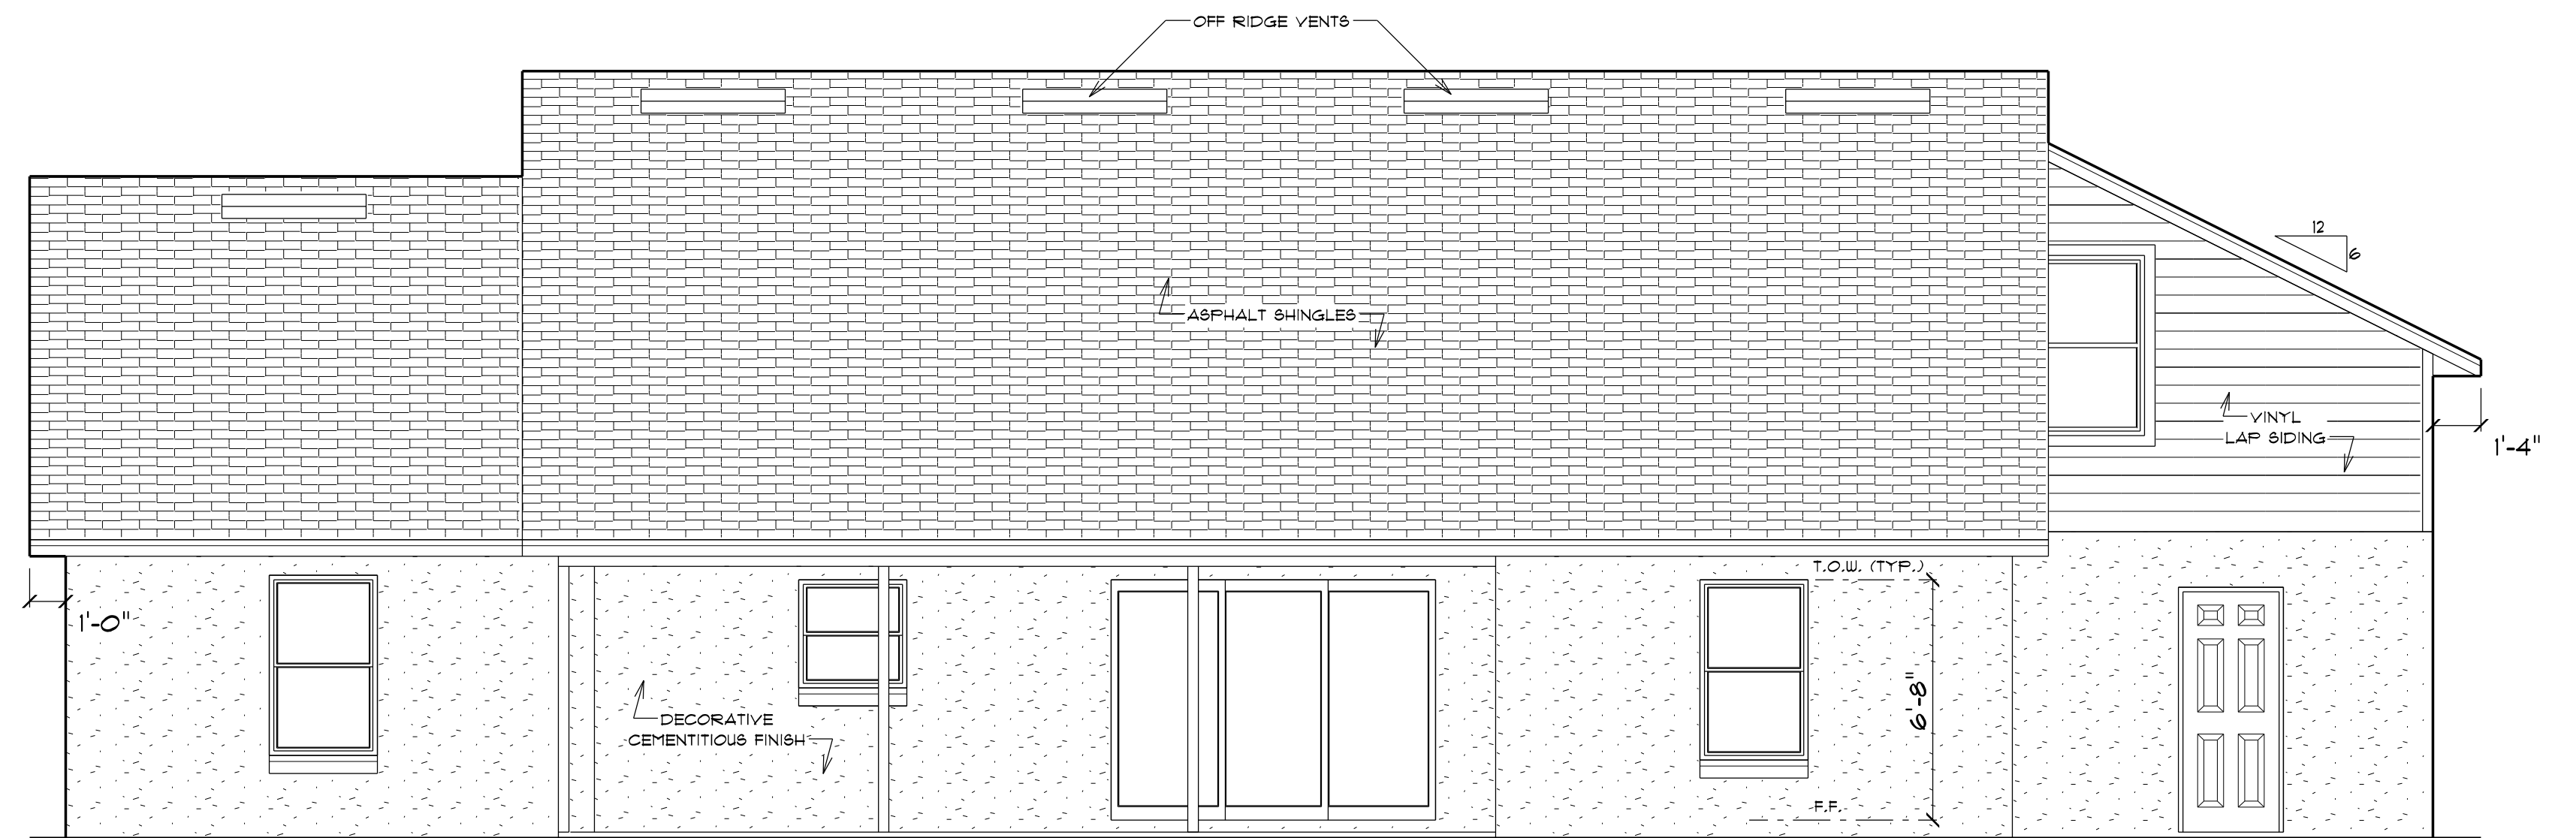 OFF RIDGE VENTS
12
6
ASPHALT SHINGLES
VINYL
LAP SIDING
1'-4"
T.O.W. (TYP.)
1'-0"
6'-8"
DECORATIVE
CEMENTITIOUS FINISH
F.F.